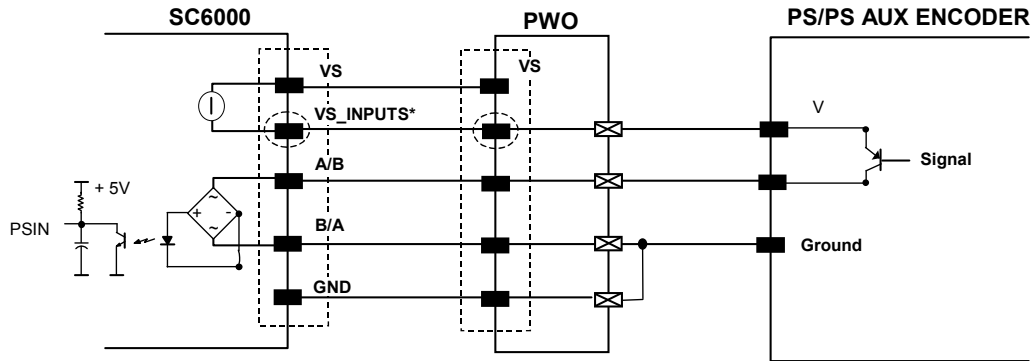 SC6000
PWO
PS/PS AUX ENCODER
VS
VS
VS_INPUTS*
V
A/B
Signal
+ 5V
PSIN
B/A
Ground
GND